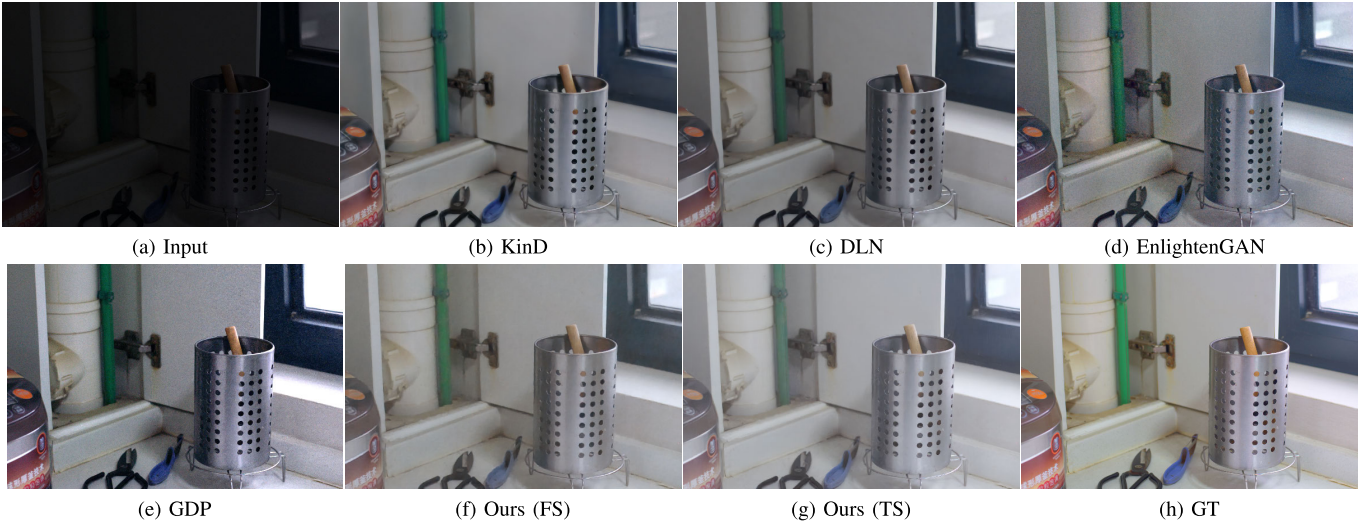 (a) Input
(b) KinD
(c) DLN
(d) EnlightenGAN
(e) GDP
(f) Ours (FS)
(g) Ours (TS)
(h) GT